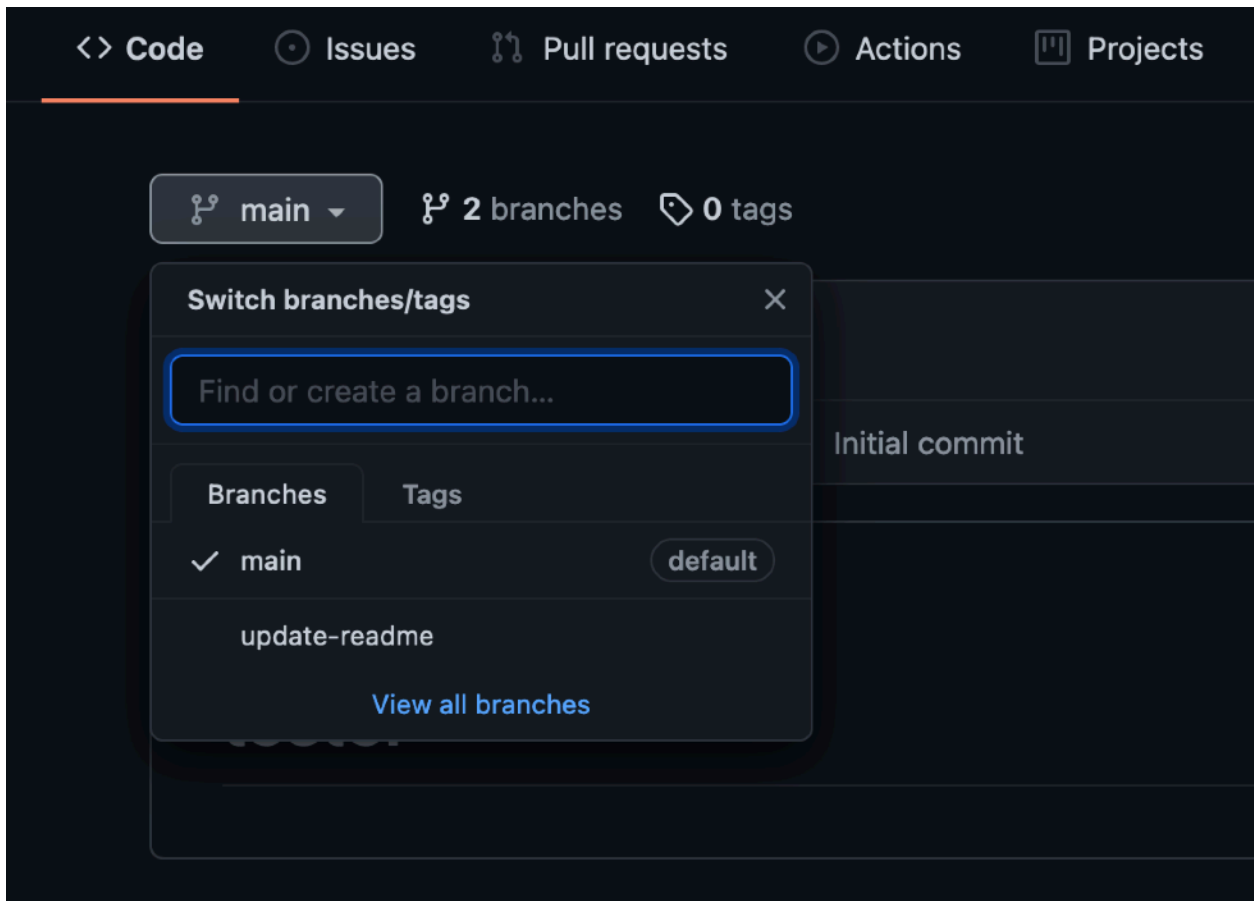 Code Issues Pull requests Actions Projects
main 2 branches 0 tags
Switch branches/tags
Find or create a branch...
Initial commit
Branches Tags
main default
update-readme
View all branches